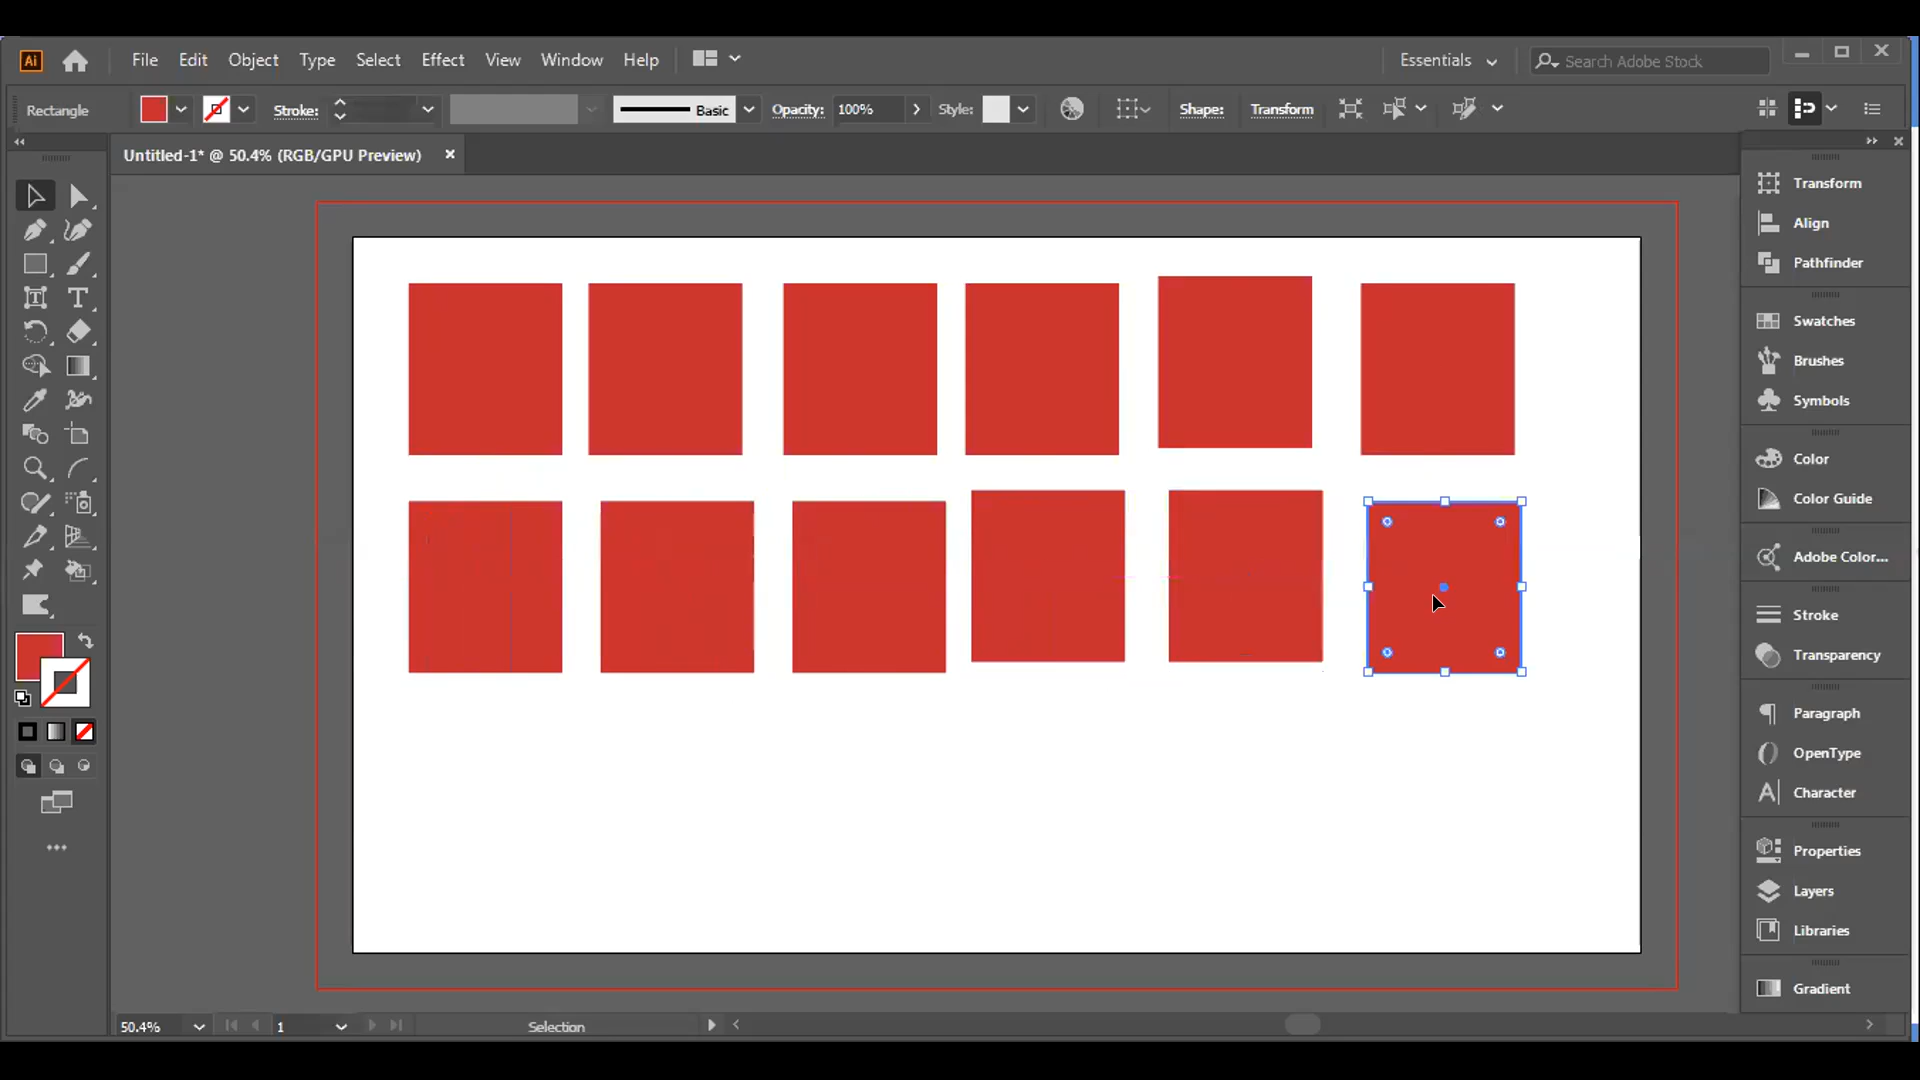 Ai File Edit Object Type Select Effect View Window Help Essentials Search Adobe Stock
Rectangle Stroke: Basic Opacity: 100% Style: Shape: Transform
Untitled-1* @ 50.4% (RGB/GPU Preview)
Transform
Align
Pathfinder
Swatches
Brushes
Symbols
Color
Color Guide
Adobe Color...
Stroke
Transparency
Paragraph
OpenType
Character
Properties
Layers
Libraries
Gradient
50.4% 1 Selection